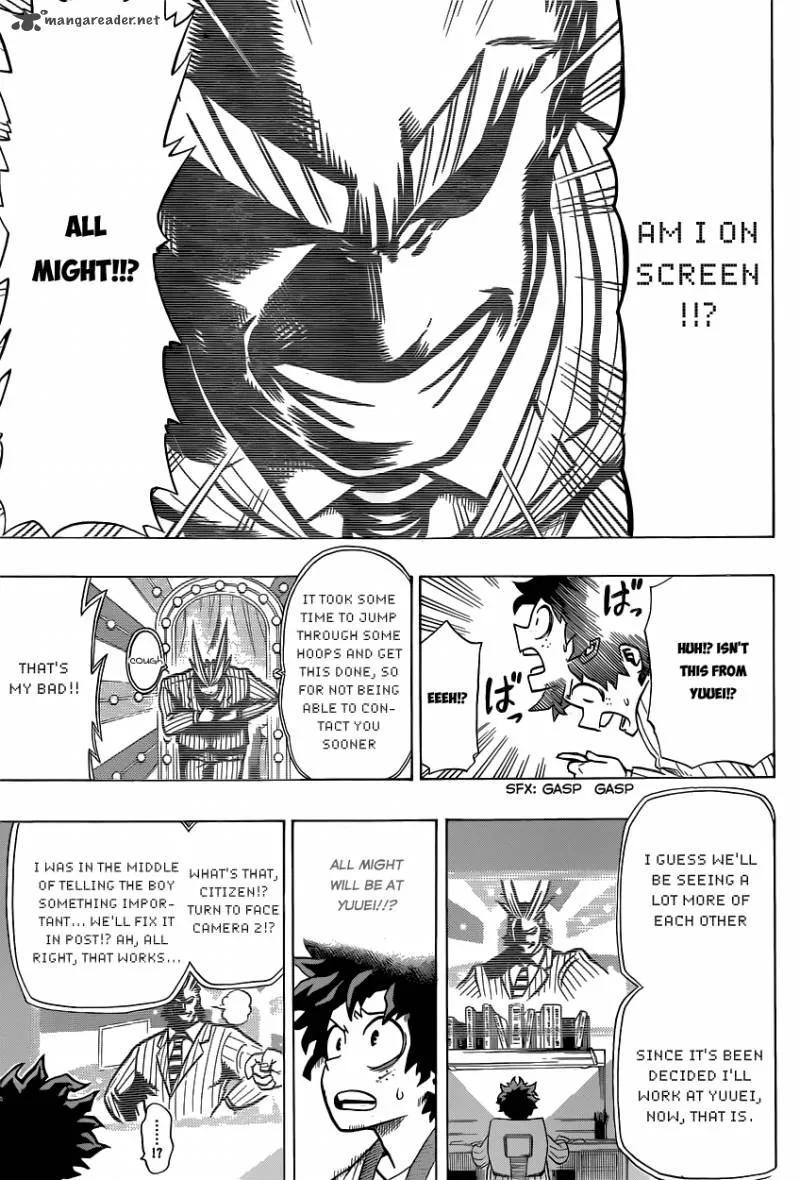 mangareader.net
AM I ON
SCREEN
!!?
ALL
MIGHT!!?
HUH!? ISN'T
THIS FROM
YUUEI!?
ばっ
ばっ
EEEH!?
SFX: GASP GASP
IT TOOK SOME
TIME TO JUMP
THROUGH SOME
HOOPS AND GET
THIS DONE, SO
FOR NOT BEING
ABLE TO CON-
TACT YOU
SOONER
COUGH
THAT'S
MY BAD!!
I GUESS WE'LL
BE SEEING A
LOT MORE OF
EACH OTHER
SINCE IT'S BEEN
DECIDED I'LL
WORK AT YUUEI,
NOW, THAT IS.
ALL MIGHT
WILL BE AT
YUUEI!!?
WHAT'S THAT,
CITIZEN!?
TURN TO FACE
CAMERA 2!?
I WAS IN THE MIDDLE
OF TELLING THE BOY
SOMETHING IMPOR-
TANT... WE'LL FIX IT
IN POST!? AH, ALL
RIGHT, THAT WORKS...
......
!?